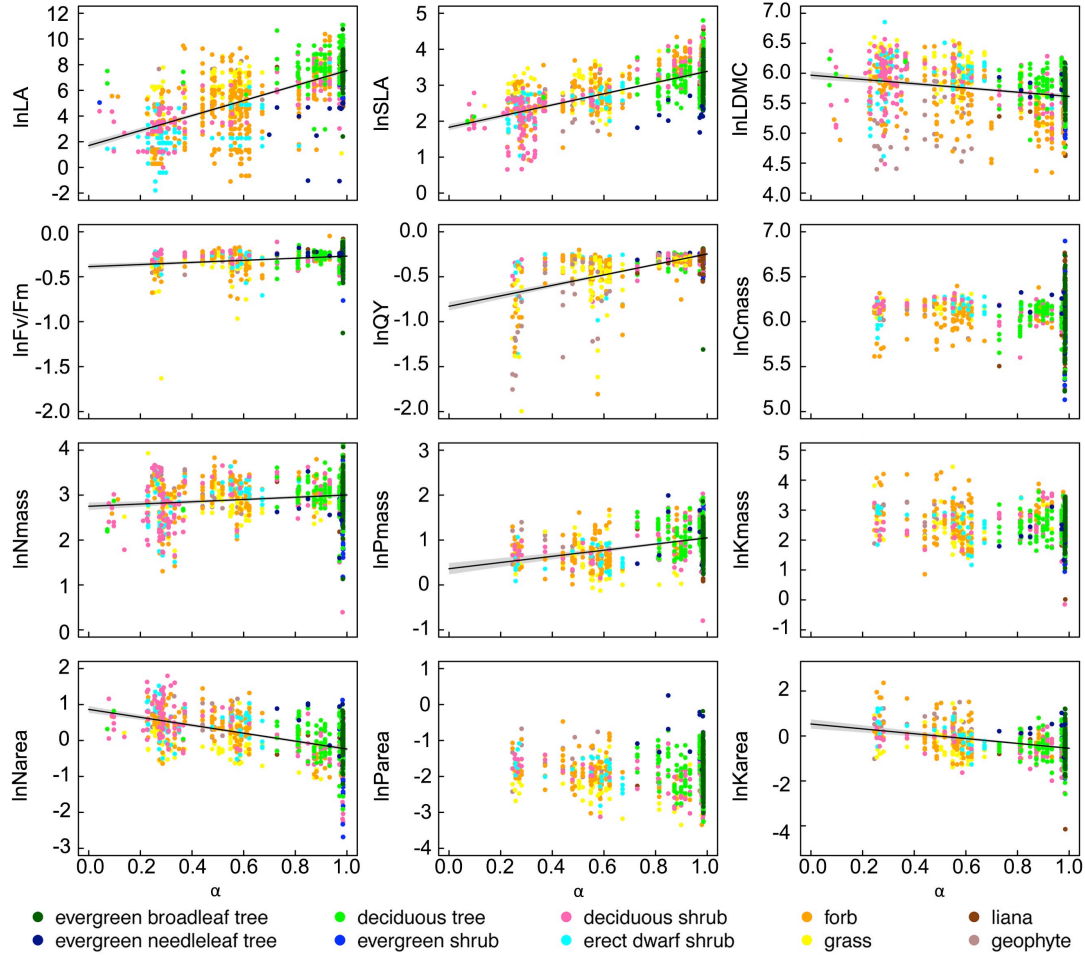 12 10 8 6 4 2 0 -2
lnLA
5 4 3 2 1 0
lnSLA
7.0 6.5 6.0 5.5 5.0 4.5 4.0
lnLDMC
0.0 -0.5 -1.0 -1.5 -2.0
lnFv/Fm
0.0 -0.5 -1.0 -1.5 -2.0
lnQY
7.0 6.5 6.0 5.5 5.0
lnCmass
4 3 2 1 0
lnNmass
3 2 1 0 -1
lnPmass
5 4 3 2 1 0 -1
lnKmass
2 1 0 -1 -2 -3
lnNarea
1 0 -1 -2 -3 -4
lnParea
2 0 -2 -4
lnKarea
0.0 0.2 0.4 0.6 0.8 1.0
0.0 0.2 0.4 0.6 0.8 1.0
0.0 0.2 0.4 0.6 0.8 1.0
α
α
α
evergreen broadleaf tree
deciduous tree
deciduous shrub
forb
liana
evergreen needleleaf tree
evergreen shrub
erect dwarf shrub
grass
geophyte